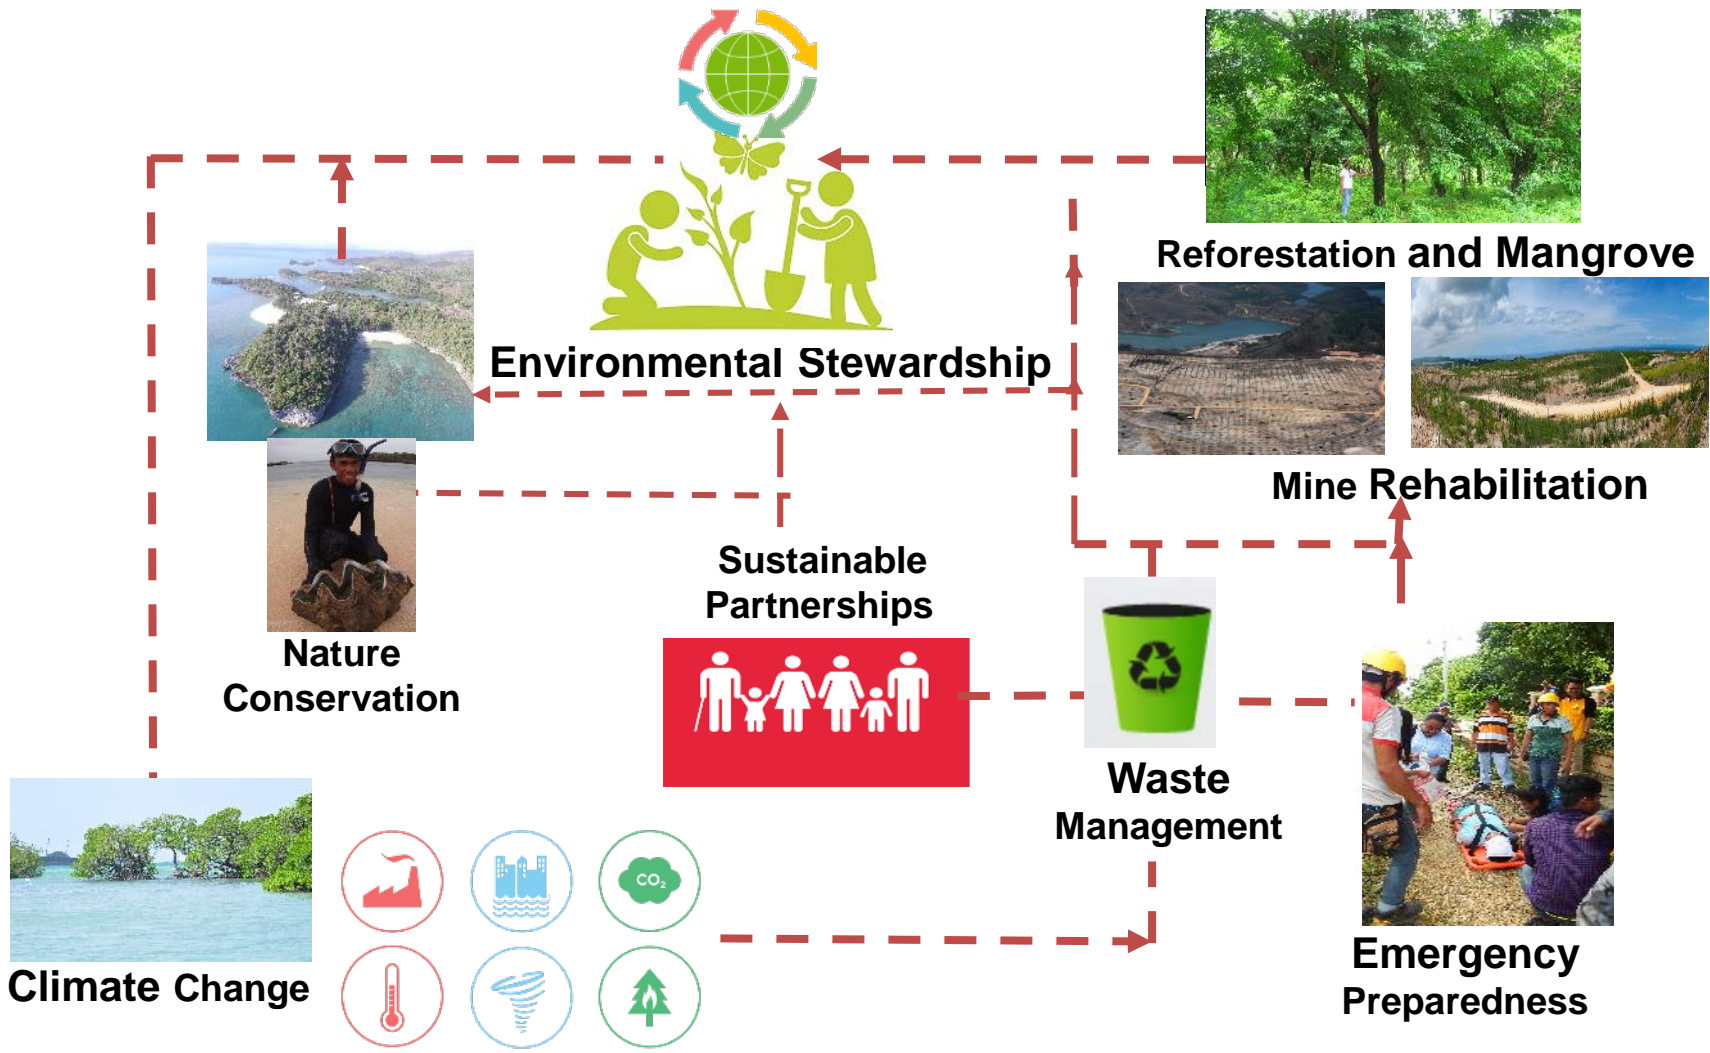 Reforestation and Mangrove
Environmental Stewardship
Mine Rehabilitation
Sustainable
Partnerships
Nature
Conservation
Waste
Management
CO₂
Climate Change
Emergency
Preparedness